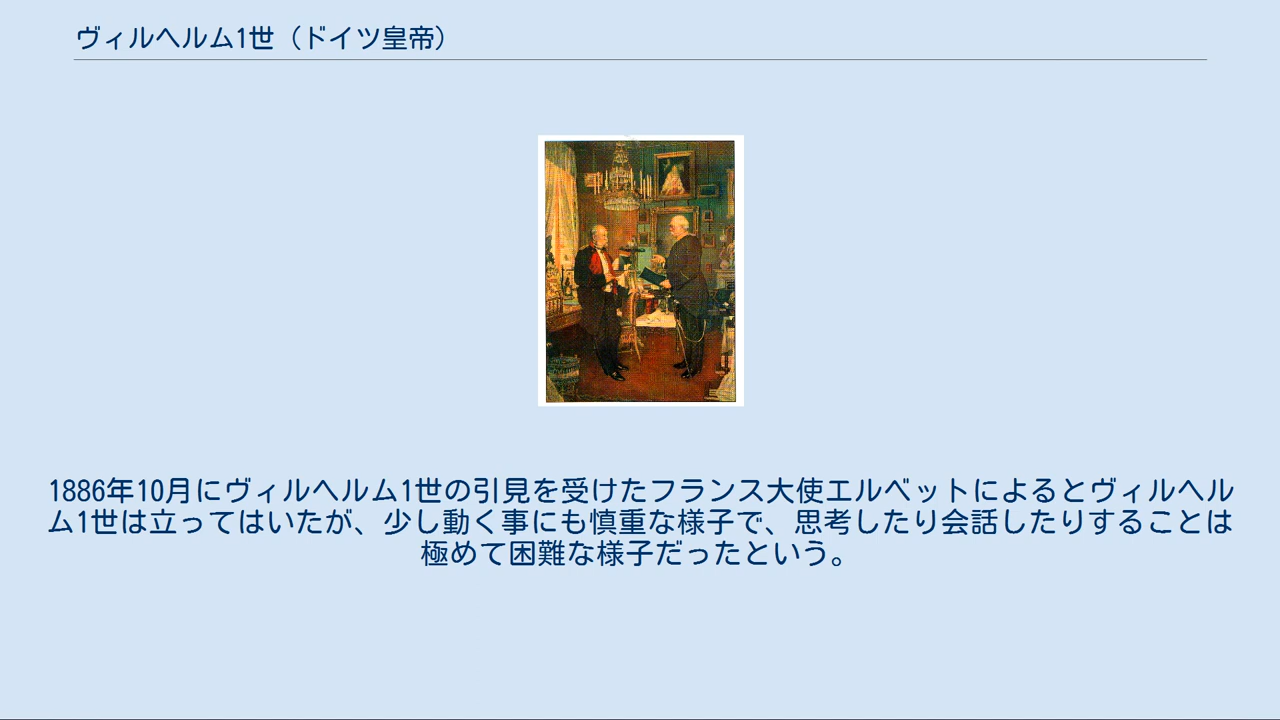 ヴィルヘルム1世（ドイツ皇帝）
1886年10月にヴィルヘルム1世の引見を受けたフランス大使エルベットによるとヴィルヘル
ム1世は立ってはいたが、少し動く事にも慎重な様子で、思考したり会話したりすることは
極めて困難な様子だったという。